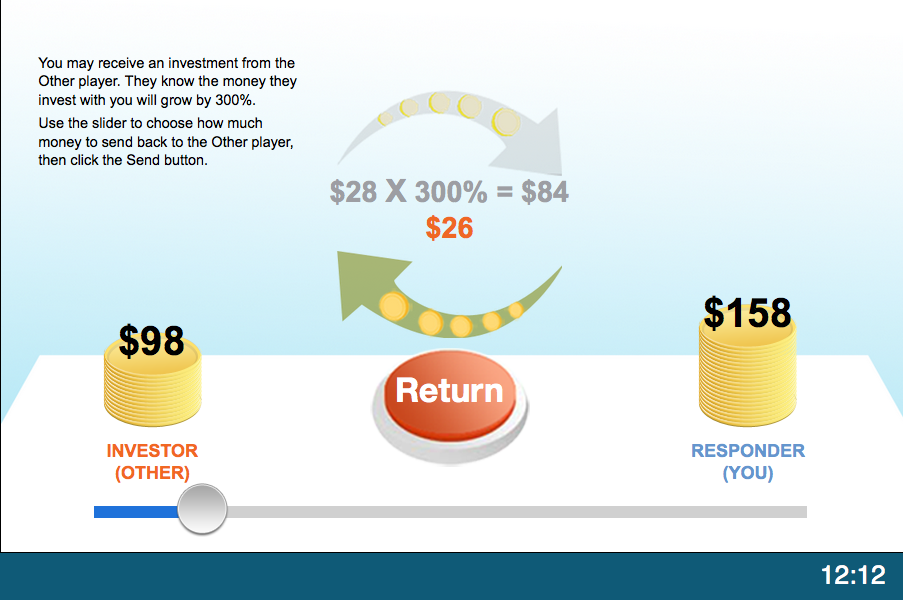 You may receive an investment from the
Other player. They know the money they
invest with you will grow by 300%.
Use the slider to choose how much
money to send back to the Other player,
then click the Send button.
$28 X 300% = $84
$26
$98
$158
Return
INVESTOR
(OTHER)
RESPONDER
(YOU)
12:12